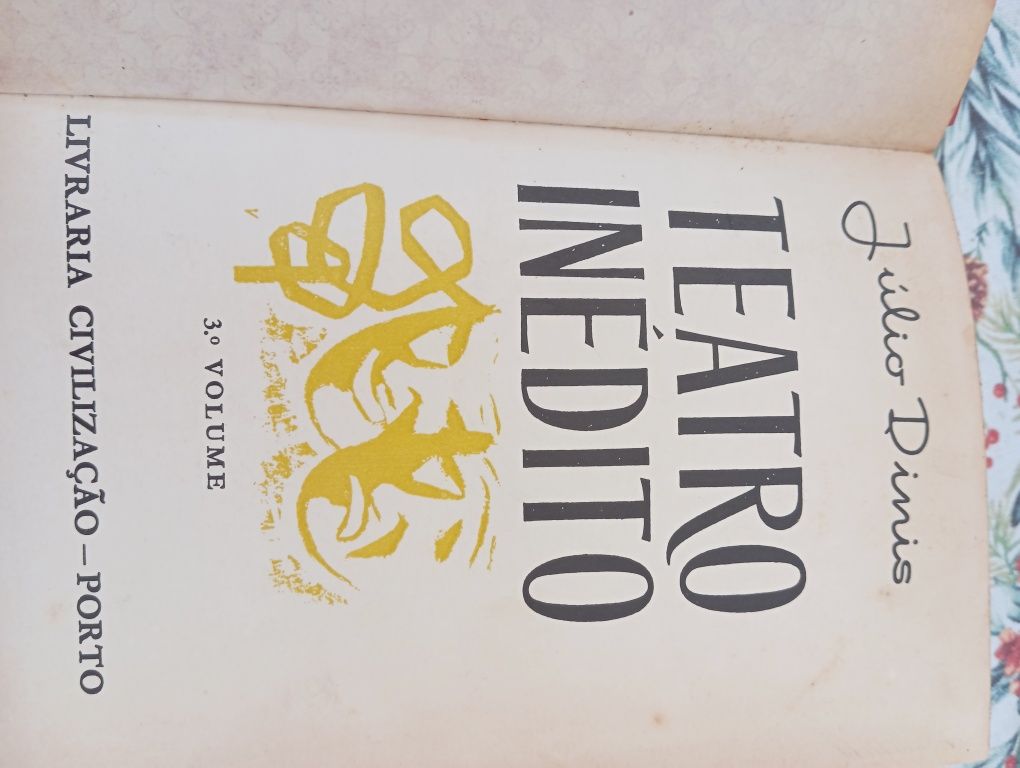 Júlio Dinis
TEATRO
INÉDITO
3.º VOLUME
LIVRARIA CIVILIZAÇÃO — PORTO